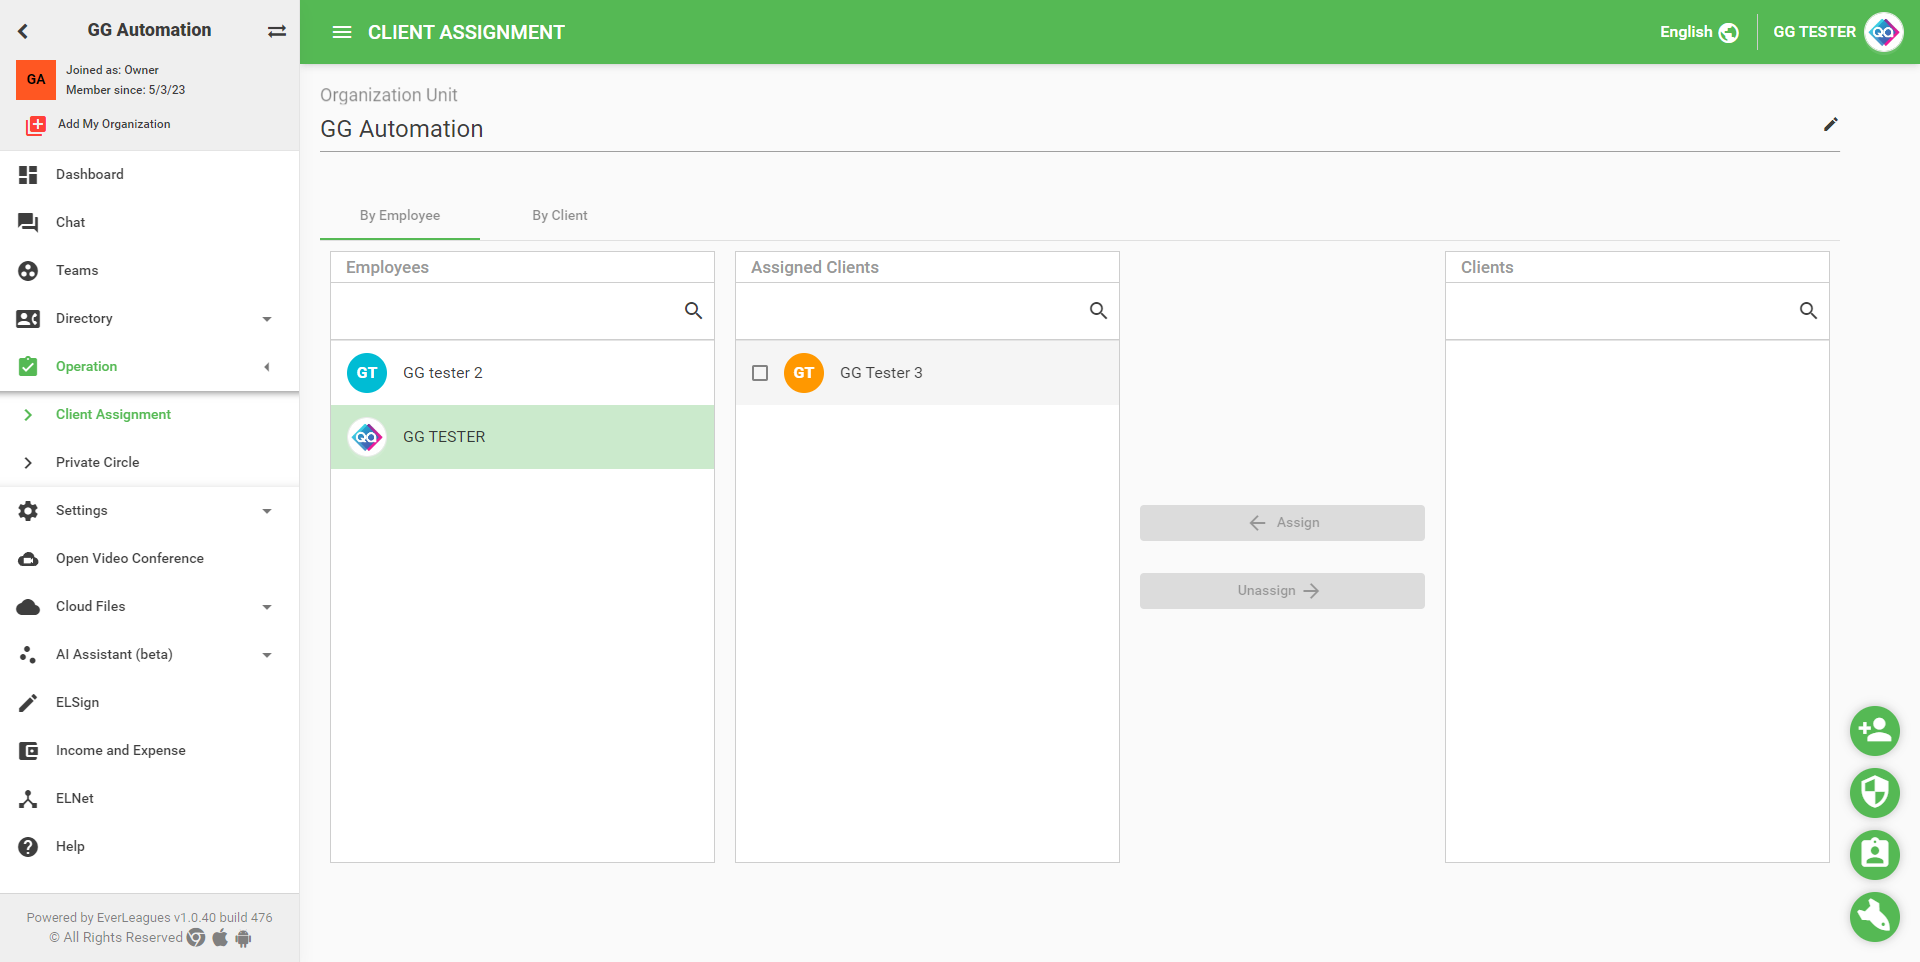 GG Automation
GA
Joined as: Owner
Member since: 5/3/23
Add My Organization
Dashboard
Chat
Teams
Directory
Operation
Client Assignment
Private Circle
Settings
Open Video Conference
Cloud Files
AI Assistant (beta)
ELSign
Income and Expense
ELNet
Help
Powered by EverLeagues v1.0.40 build 476
© All Rights Reserved
CLIENT ASSIGNMENT
English
GG TESTER
QA
Organization Unit
GG Automation
By Employee
By Client
Employees
GT
GG tester 2
QA
GG TESTER
Assigned Clients
GT
GG Tester 3
Assign
Unassign
Clients